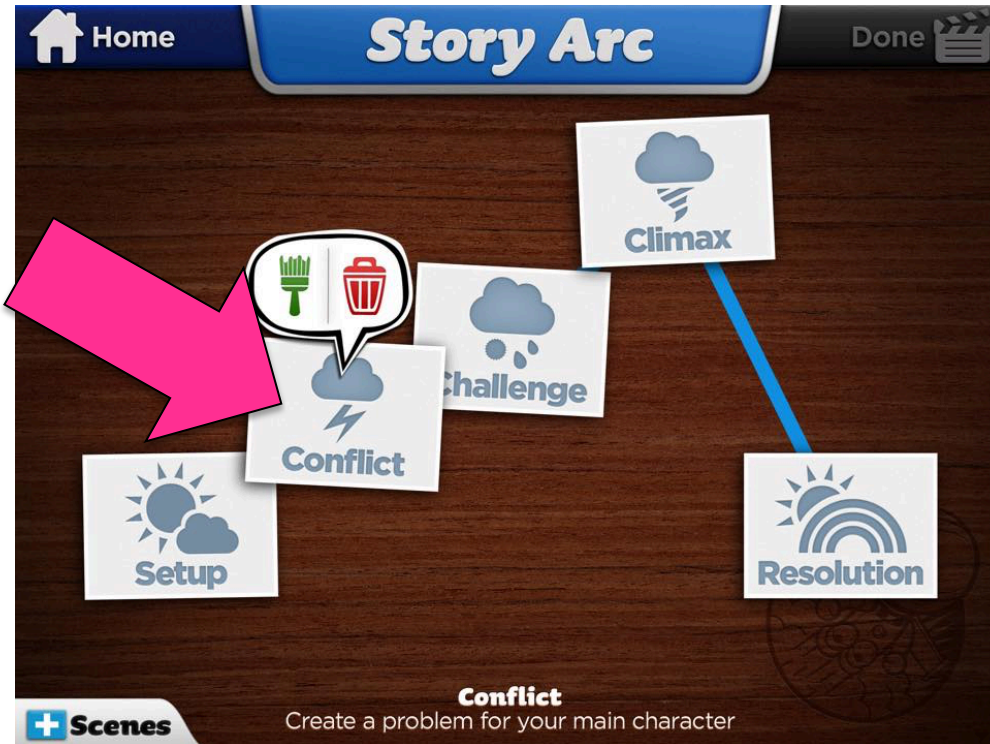 Home
Story Arc
Done
Climax
Challenge
Conflict
Setup
Resolution
Conflict
Create a problem for your main character
Scenes